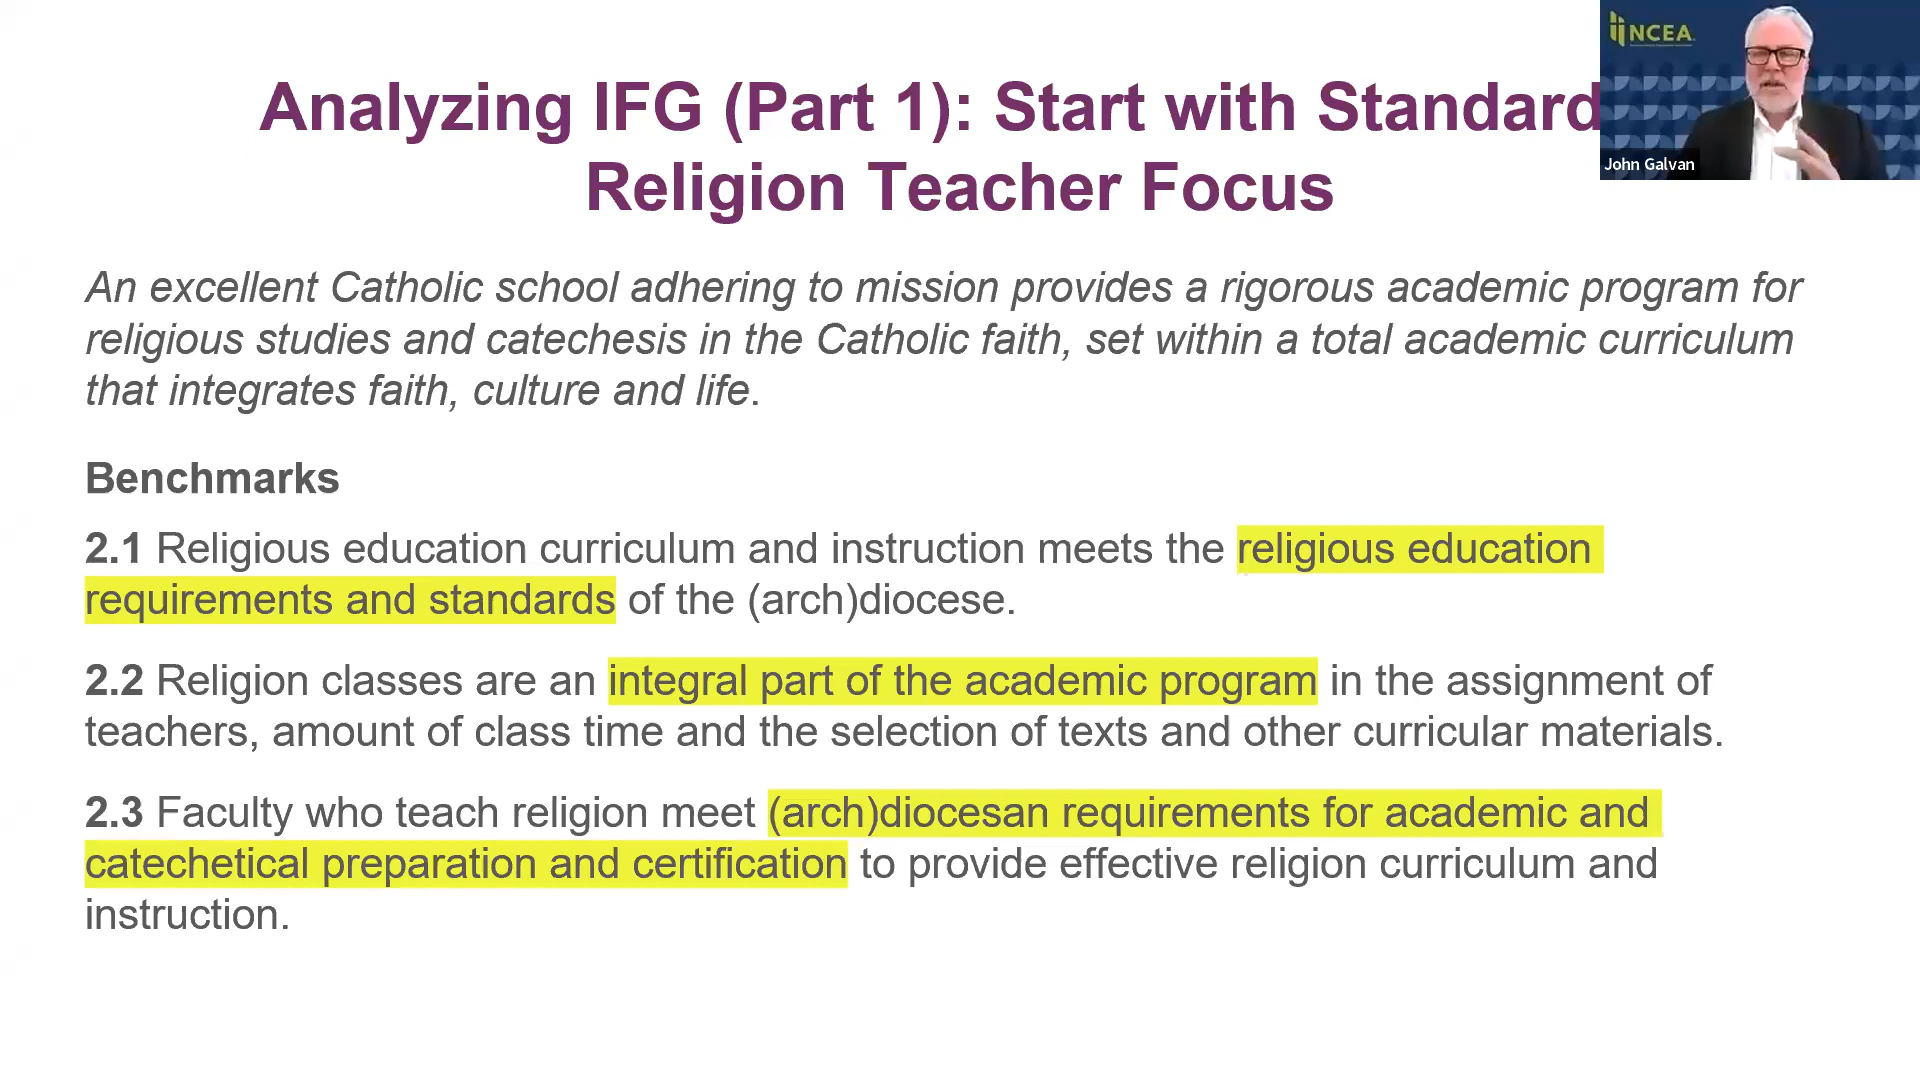 NCEA
John Galvan
Analyzing IFG (Part 1): Start with Standard
Religion Teacher Focus
An excellent Catholic school adhering to mission provides a rigorous academic program for
religious studies and catechesis in the Catholic faith, set within a total academic curriculum
that integrates faith, culture and life.
Benchmarks
2.1 Religious education curriculum and instruction meets the religious education
requirements and standards of the (arch)diocese.
2.2 Religion classes are an integral part of the academic program in the assignment of
teachers, amount of class time and the selection of texts and other curricular materials.
2.3 Faculty who teach religion meet (arch)diocesan requirements for academic and
catechetical preparation and certification to provide effective religion curriculum and
instruction.